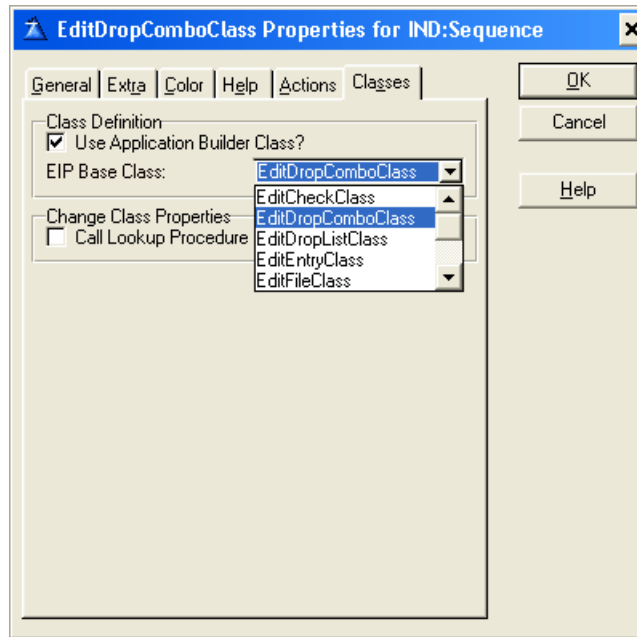 EditDropComboClass Properties for IND:Sequence
General Extra Color Help Actions Classes
OK
Cancel
Help
Class Definition
Use Application Builder Class?
EIP Base Class: EditDropComboClass
EditCheckClass
EditDropComboClass
EditDropListClass
EditEntryClass
EditFileClass
Change Class Properties
Call Lookup Procedure